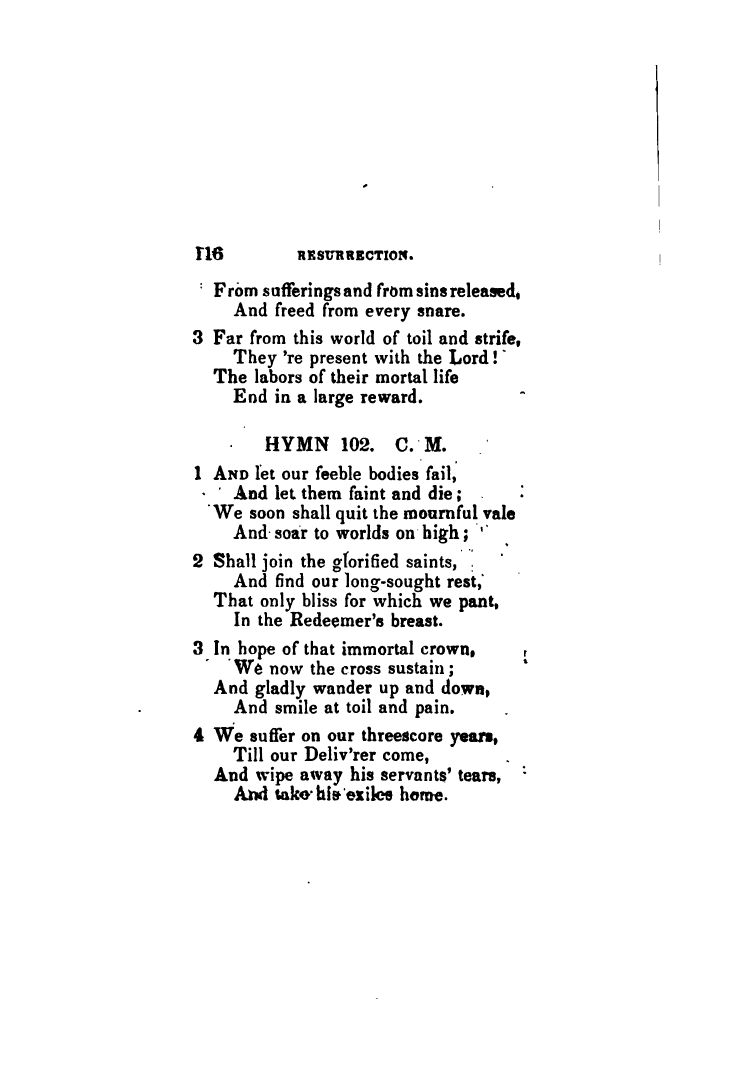 116 RESURRECTION.
From sufferings and from sins released,
And freed from every snare.
3 Far from this world of toil and strife,
They 're present with the Lord!
The labors of their mortal life
End in a large reward.
HYMN 102. C. M.
1 AND let our feeble bodies fail,
And let them faint and die;
We soon shall quit the mournful vale
And soar to worlds on high;
2 Shall join the glorified saints,
And find our long-sought rest,
That only bliss for which we pant,
In the Redeemer's breast.
3 In hope of that immortal crown,
We now the cross sustain;
And gladly wander up and down,
And smile at toil and pain.
4 We suffer on our threescore years,
Till our Deliv'rer come,
And wipe away his servants' tears,
And take his exiles home.